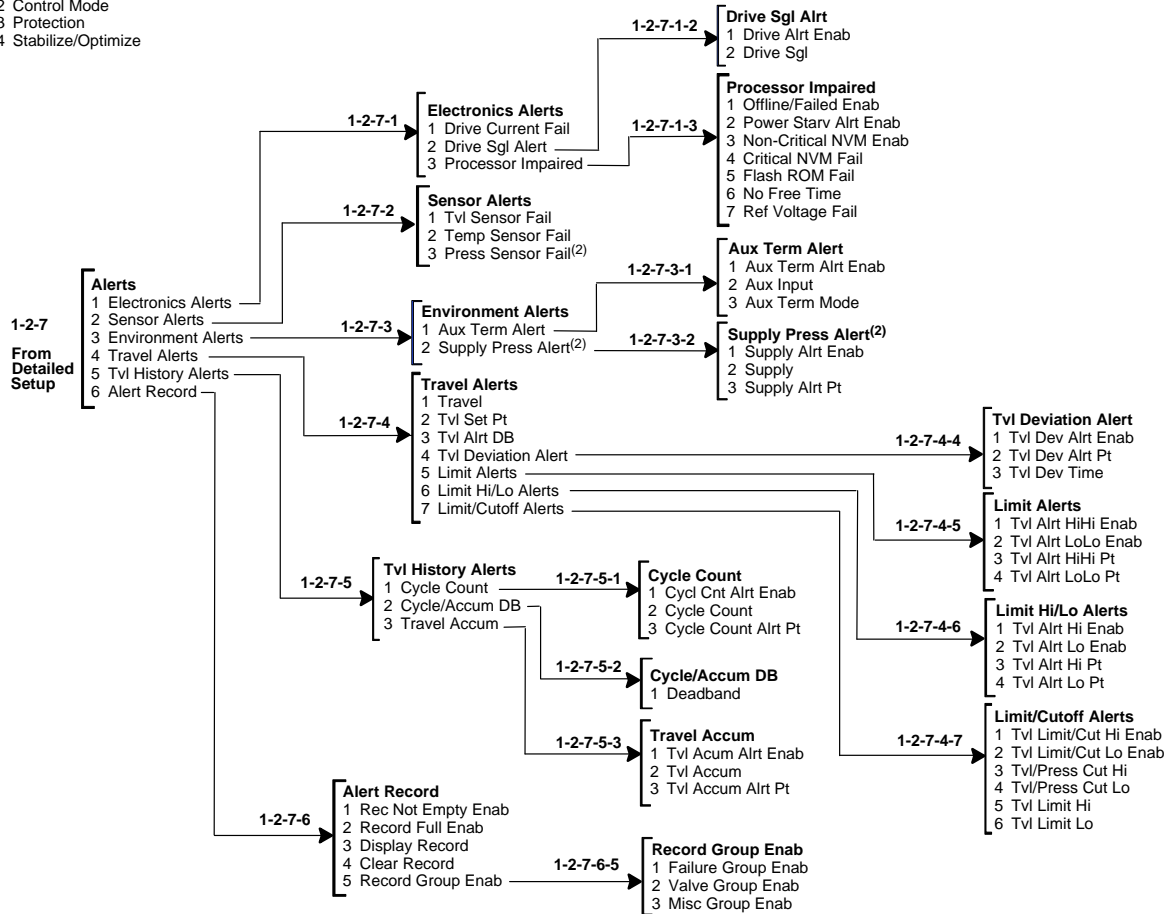 2 Control Mode
3 Protection
4 Stabilize/Optimize
1-2-7
From
Detailed
Setup
Alerts
1 Electronics Alerts
2 Sensor Alerts
3 Environment Alerts
4 Travel Alerts
5 Tvl History Alerts
6 Alert Record
1-2-7-1
Electronics Alerts
1 Drive Current Fail
2 Drive Sgl Alert
3 Processor Impaired
1-2-7-1-2
Drive Sgl Alrt
1 Drive Alrt Enab
2 Drive Sgl
1-2-7-1-3
Processor Impaired
1 Offline/Failed Enab
2 Power Starv Alrt Enab
3 Non-Critical NVM Enab
4 Critical NVM Fail
5 Flash ROM Fail
6 No Free Time
7 Ref Voltage Fail
1-2-7-2
Sensor Alerts
1 Tvl Sensor Fail
2 Temp Sensor Fail
3 Press Sensor Fail(2)
1-2-7-3
Environment Alerts
1 Aux Term Alert
2 Supply Press Alert(2)
1-2-7-3-1
Aux Term Alert
1 Aux Term Alrt Enab
2 Aux Input
3 Aux Term Mode
1-2-7-3-2
Supply Press Alert(2)
1 Supply Alrt Enab
2 Supply
3 Supply Alrt Pt
1-2-7-4
Travel Alerts
1 Travel
2 Tvl Set Pt
3 Tvl Alrt DB
4 Tvl Deviation Alert
5 Limit Alerts
6 Limit Hi/Lo Alerts
7 Limit/Cutoff Alerts
1-2-7-4-4
Tvl Deviation Alert
1 Tvl Dev Alrt Enab
2 Tvl Dev Alrt Pt
3 Tvl Dev Time
1-2-7-4-5
Limit Alerts
1 Tvl Alrt HiHi Enab
2 Tvl Alrt LoLo Enab
3 Tvl Alrt HiHi Pt
4 Tvl Alrt LoLo Pt
1-2-7-4-6
Limit Hi/Lo Alerts
1 Tvl Alrt Hi Enab
2 Tvl Alrt Lo Enab
3 Tvl Alrt Hi Pt
4 Tvl Alrt Lo Pt
1-2-7-4-7
Limit/Cutoff Alerts
1 Tvl Limit/Cut Hi Enab
2 Tvl Limit/Cut Lo Enab
3 Tvl/Press Cut Hi
4 Tvl/Press Cut Lo
5 Tvl Limit Hi
6 Tvl Limit Lo
1-2-7-5
Tvl History Alerts
1 Cycle Count
2 Cycle/Accum DB
3 Travel Accum
1-2-7-5-1
Cycle Count
1 Cycl Cnt Alrt Enab
2 Cycle Count
3 Cycle Count Alrt Pt
1-2-7-5-2
Cycle/Accum DB
1 Deadband
1-2-7-5-3
Travel Accum
1 Tvl Acum Alrt Enab
2 Tvl Accum
3 Tvl Accum Alrt Pt
1-2-7-6
Alert Record
1 Rec Not Empty Enab
2 Record Full Enab
3 Display Record
4 Clear Record
5 Record Group Enab
1-2-7-6-5
Record Group Enab
1 Failure Group Enab
2 Valve Group Enab
3 Misc Group Enab